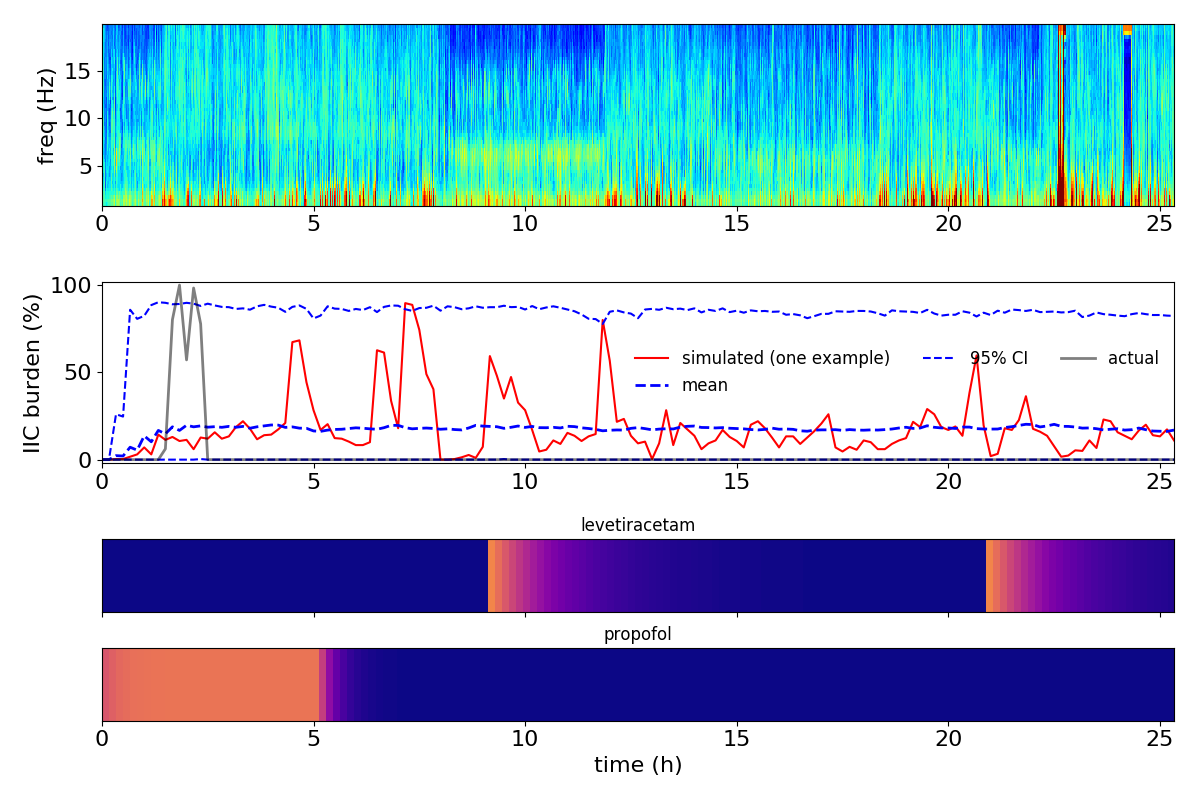 freq (Hz)
15
10
5
0 5 10 15 20 25
IIC burden (%)
100
50
0
simulated (one example) 95% CI actual
mean
0 5 10 15 20 25
levetiracetam
propofol
0 5 10 15 20 25
time (h)